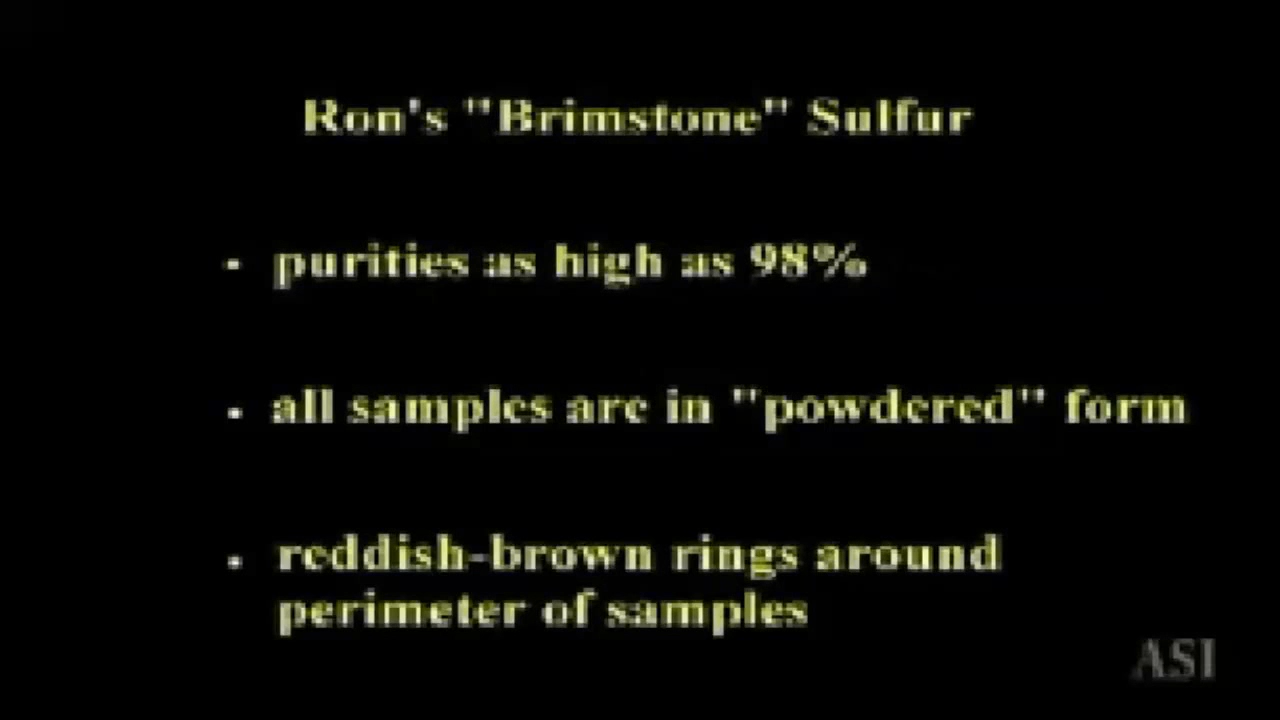 Ron's "Brimstone" Sulfur
- purities as high as 98%
- all samples are in "powdered" form
- reddish-brown rings around
perimeter of samples
ASI